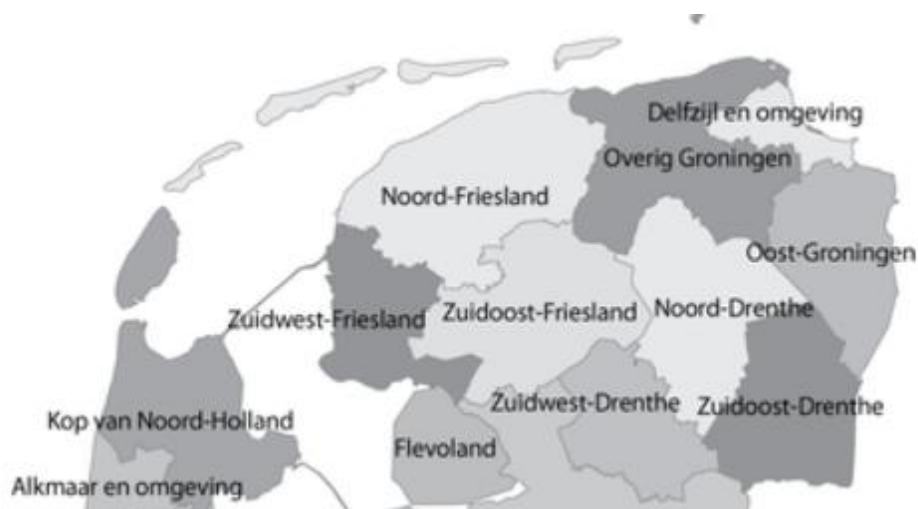 Delfzijl en omgeving
Overig Groningen
Noord-Friesland
Oost-Groningen
Zuidwest-Friesland
Zuidoost-Friesland
Noord-Drenthe
Zuidwest-Drenthe
Zuidoost-Drenthe
Kop van Noord-Holland
Flevoland
Alkmaar en omgeving